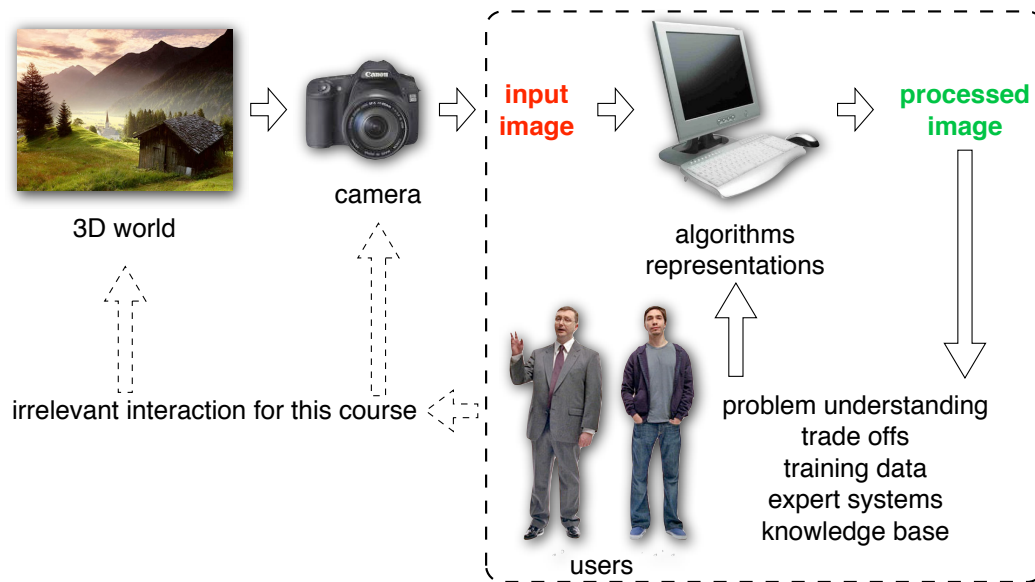 Canon
input
image
processed
image
camera
3D world
algorithms
representations
irrelevant interaction for this course
problem understanding
trade offs
training data
expert systems
knowledge base
users